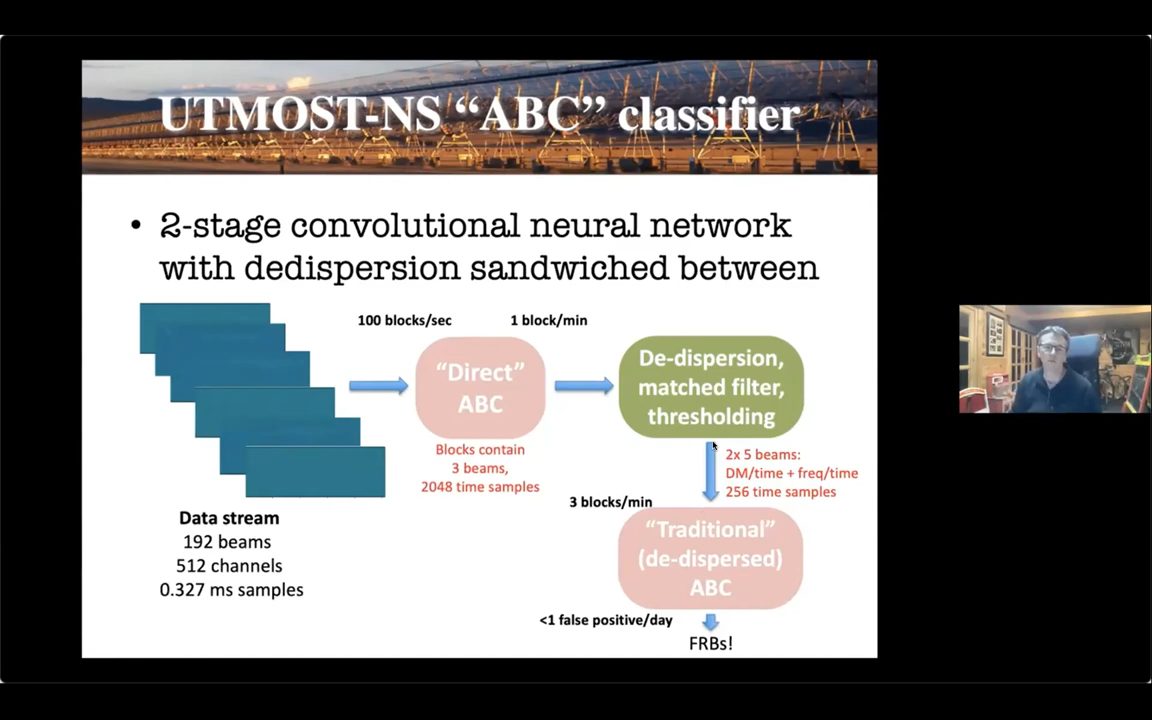 UTMOST-NS “ABC” classifier
• 2-stage convolutional neural network
with dedispersion sandwiched between
100 blocks/sec
1 block/min
“Direct”
ABC
De-dispersion,
matched filter,
thresholding
Blocks contain
3 beams,
2048 time samples
2x 5 beams:
DM/time + freq/time
256 time samples
3 blocks/min
Data stream
192 beams
512 channels
0.327 ms samples
“Traditional”
(de-dispersed)
ABC
<1 false positive/day
FRBs!